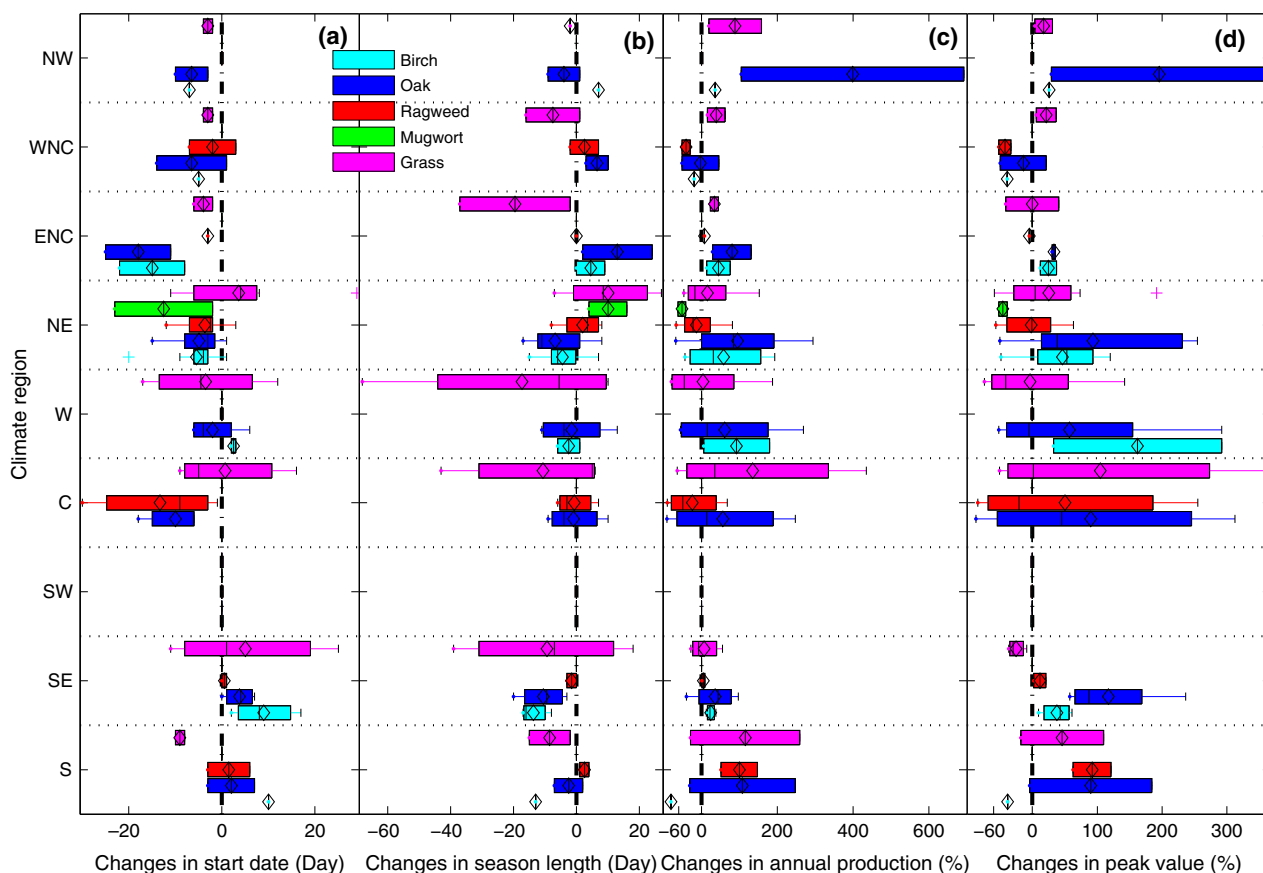 (a) (b) (c) (d)
Birch
Oak
Ragweed
Mugwort
Grass
Climate region
NW
WNC
ENC
NE
W
C
SW
SE
S
−20 0 20
−60 −40 −20 0 20
−60 0 200 400 600
−60 0 100 200 300
Changes in start date (Day)
Changes in season length (Day)
Changes in annual production (%)
Changes in peak value (%)